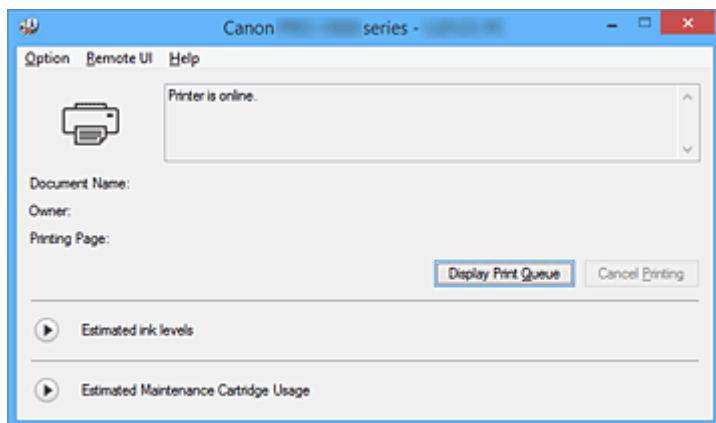 Canon series -
Option Remote UI Help
Printer is online.
Document Name:
Owner:
Printing Page:
Display Print Queue Cancel Printing
Estimated ink levels
Estimated Maintenance Cartridge Usage